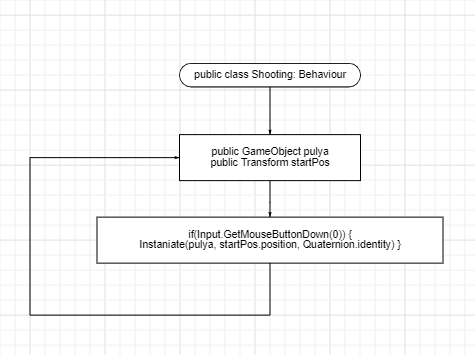 public class Shooting: Behaviour
public GameObject pulya
public Transform startPos
if(Input.GetMouseButtonDown(0)) {
Instaniate(pulya, startPos.position, Quaternion.identity) }